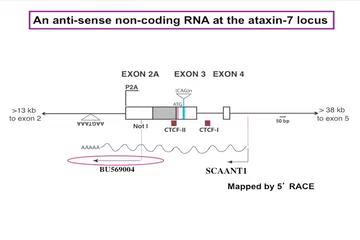 An anti-sense non-coding RNA at the ataxin-7 locus
EXON 2A EXON 3 EXON 4
P2A
(CAG)n
ATG
>13 kb
to exon 2
> 38 kb
to exon 5
AAGTAAA
Not I
CTCF-II
CTCF-I
50 bp
AAAAA
BU569004
SCAANT1
Mapped by 5' RACE